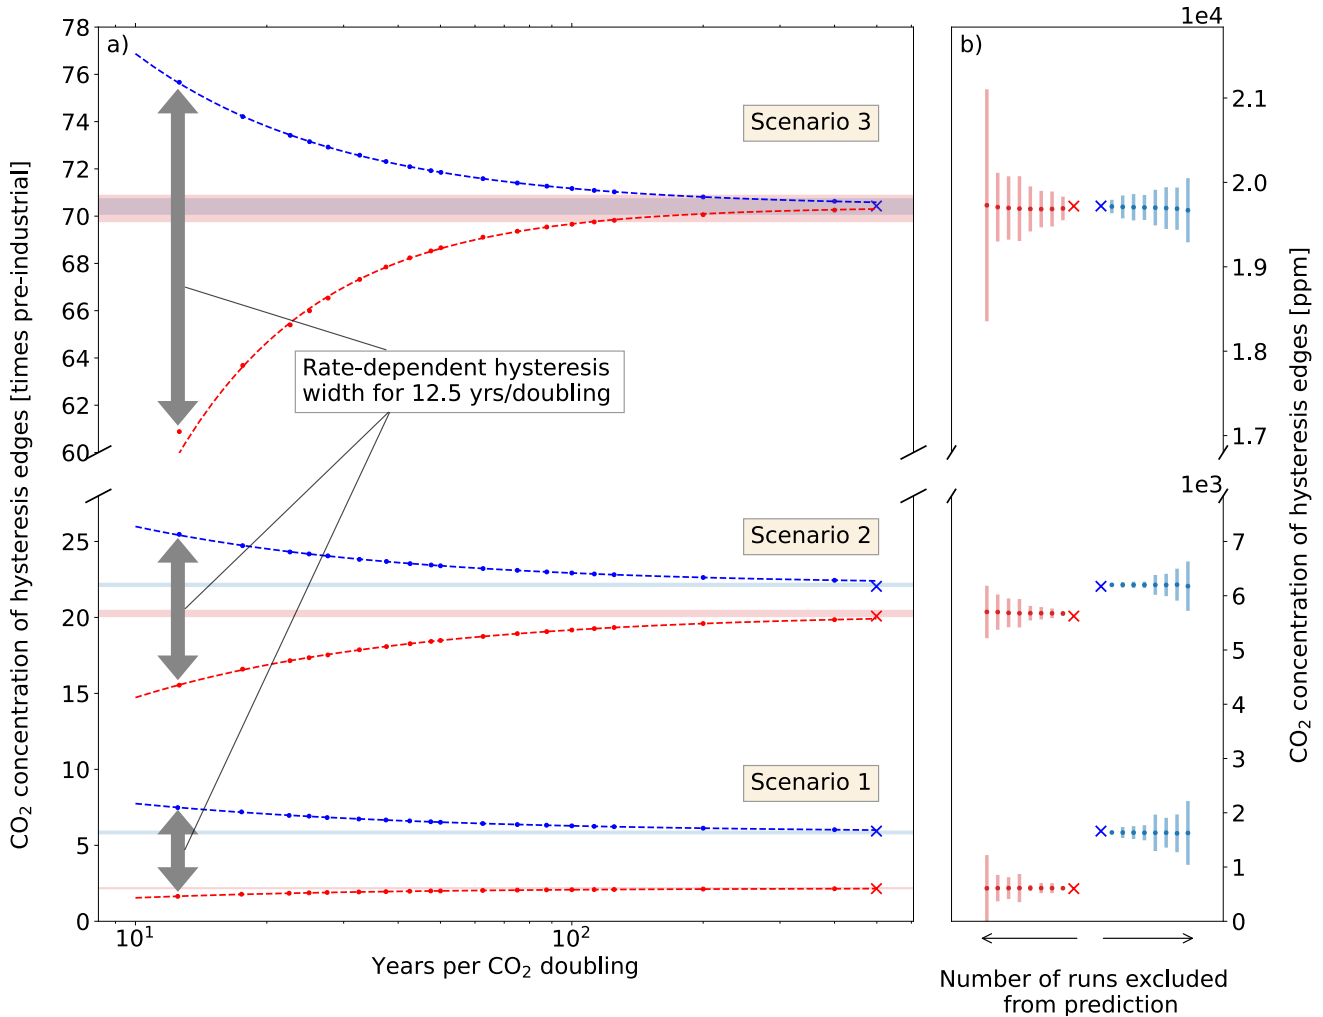 a)
CO₂ concentration of hysteresis edges [times pre-industrial]
78
76
74
72
70
68
66
64
62
60
25
20
15
10
5
0
Scenario 3
Rate-dependent hysteresis
width for 12.5 yrs/doubling
Scenario 2
Scenario 1
10¹
10²
Years per CO₂ doubling
b)
1e4
2.1
2.0
1.9
1.8
1.7
1e3
7
6
5
4
3
2
1
0
CO₂ concentration of hysteresis edges [ppm]
Number of runs excluded
from prediction